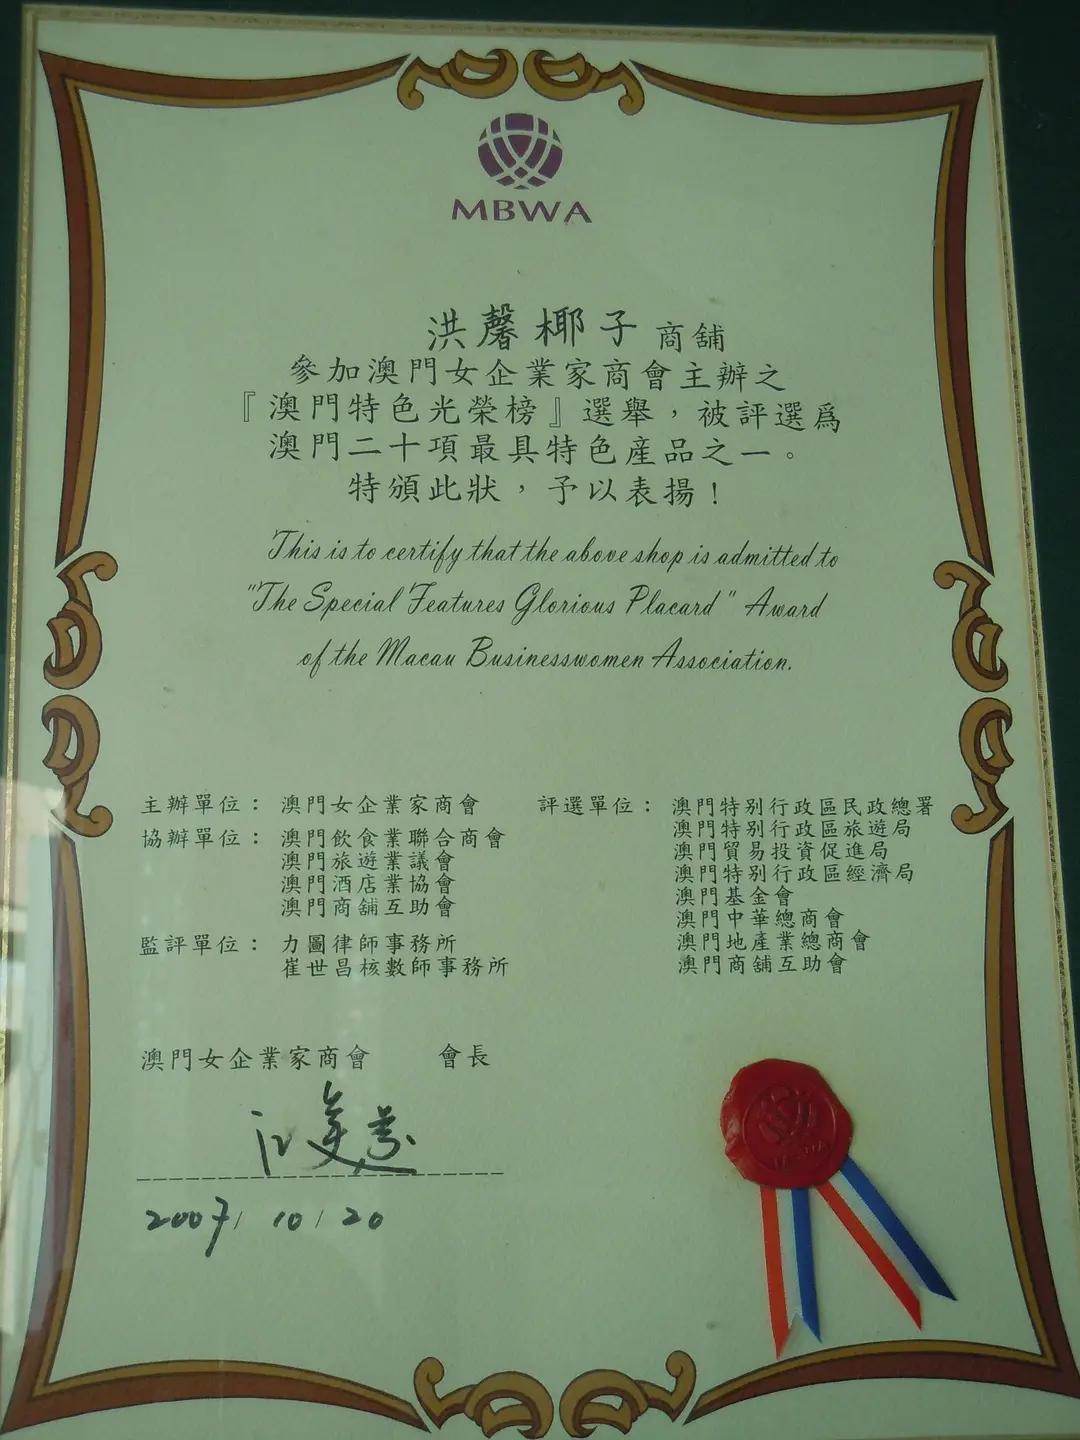 MBWA
洪馨椰子 商舖
參加澳門女企業家商會主辦之
『澳門特色光榮榜』選舉，被評選爲
澳門二十項最具特色產品之一。
特頒此狀，予以表揚！
This is to certify that the above shop is admitted to
"The Special Features Glorious Placard" Award
of the Macau Businesswomen Association.
主辦單位： 澳門女企業家商會
協辦單位： 澳門飲食業聯合商會
澳門旅遊業議會
澳門酒店業協會
澳門商舖互助會
監評單位： 力圖律師事務所
崔世昌核數師事務所
評選單位： 澳門特別行政區民政總署
澳門特別行政區旅遊局
澳門貿易投資促進局
澳門特別行政區經濟局
澳門基金會
澳門中華總商會
澳門地產業總商會
澳門商舖互助會
澳門女企業家商會 會長
2007/ 10 / 20
MBWA